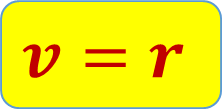 v = r